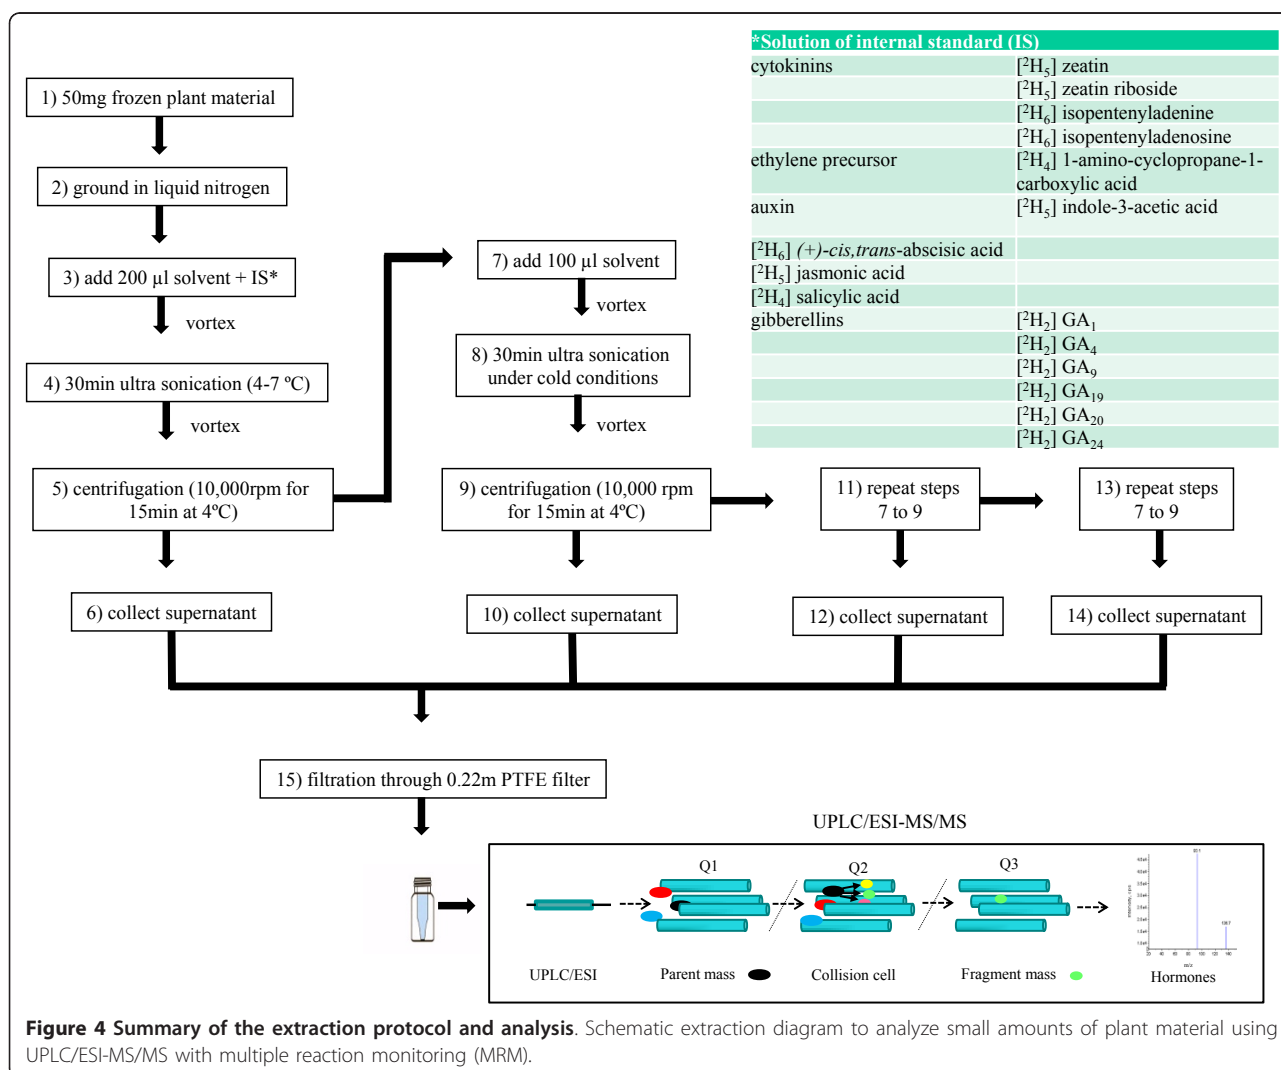 *Solution of internal standard (IS)
cytokinins [²H₅] zeatin
[²H₅] zeatin riboside
[²H₆] isopentenyladenine
[²H₆] isopentenyladenosine
ethylene precursor [²H₄] 1-amino-cyclopropane-1-
carboxylic acid
auxin [²H₅] indole-3-acetic acid
[²H₆] (+)-cis,trans-abscisic acid
[²H₅] jasmonic acid
[²H₄] salicylic acid
gibberellins [²H₂] GA₁
[²H₂] GA₄
[²H₂] GA₉
[²H₂] GA₁₉
[²H₂] GA₂₀
[²H₂] GA₂₄
1) 50mg frozen plant material
2) ground in liquid nitrogen
3) add 200 µl solvent + IS*
vortex
4) 30min ultra sonication (4-7 ºC)
vortex
5) centrifugation (10,000rpm for
15min at 4ºC)
6) collect supernatant
7) add 100 µl solvent
vortex
8) 30min ultra sonication
under cold conditions
vortex
9) centrifugation (10,000 rpm
for 15min at 4ºC)
10) collect supernatant
11) repeat steps
7 to 9
12) collect supernatant
13) repeat steps
7 to 9
14) collect supernatant
15) filtration through 0.22m PTFE filter
UPLC/ESI-MS/MS
Q1 Q2 Q3
UPLC/ESI Parent mass Collision cell Fragment mass Hormones
m/z
Figure 4 Summary of the extraction protocol and analysis. Schematic extraction diagram to analyze small amounts of plant material using
UPLC/ESI-MS/MS with multiple reaction monitoring (MRM).